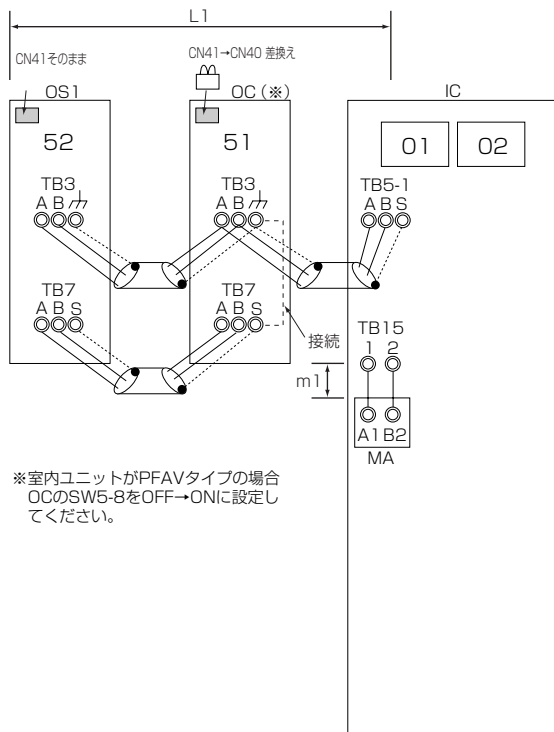 L1
CN41そのまま
CN41→CN40 差換え
OS1
OC(※)
IC
52
51
01
02
TB3
A B
TB3
A B
TB5-1
A B S
TB7
A B S
TB7
A B S
接続
TB15
1 2
m1
A1 B2
MA
※室内ユニットがPFAVタイプの場合
OCのSW5-8をOFF→ONに設定し
てください。